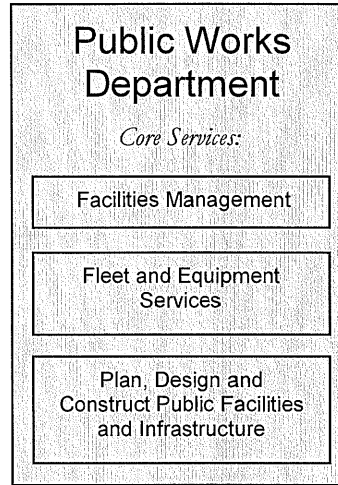 Public Works
Department
Core Services:
Facilities Management
Fleet and Equipment
Services
Plan, Design and
Construct Public Facilities
and Infrastructure